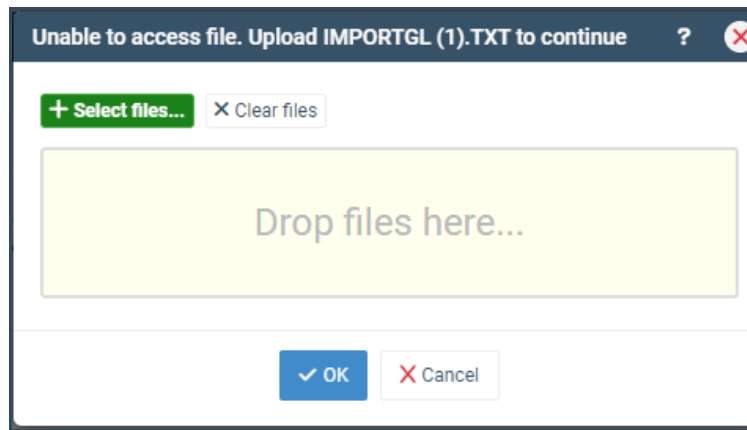 Unable to access file. Upload IMPORTGL (1).TXT to continue ?
Select files... Clear files
Drop files here...
OK Cancel